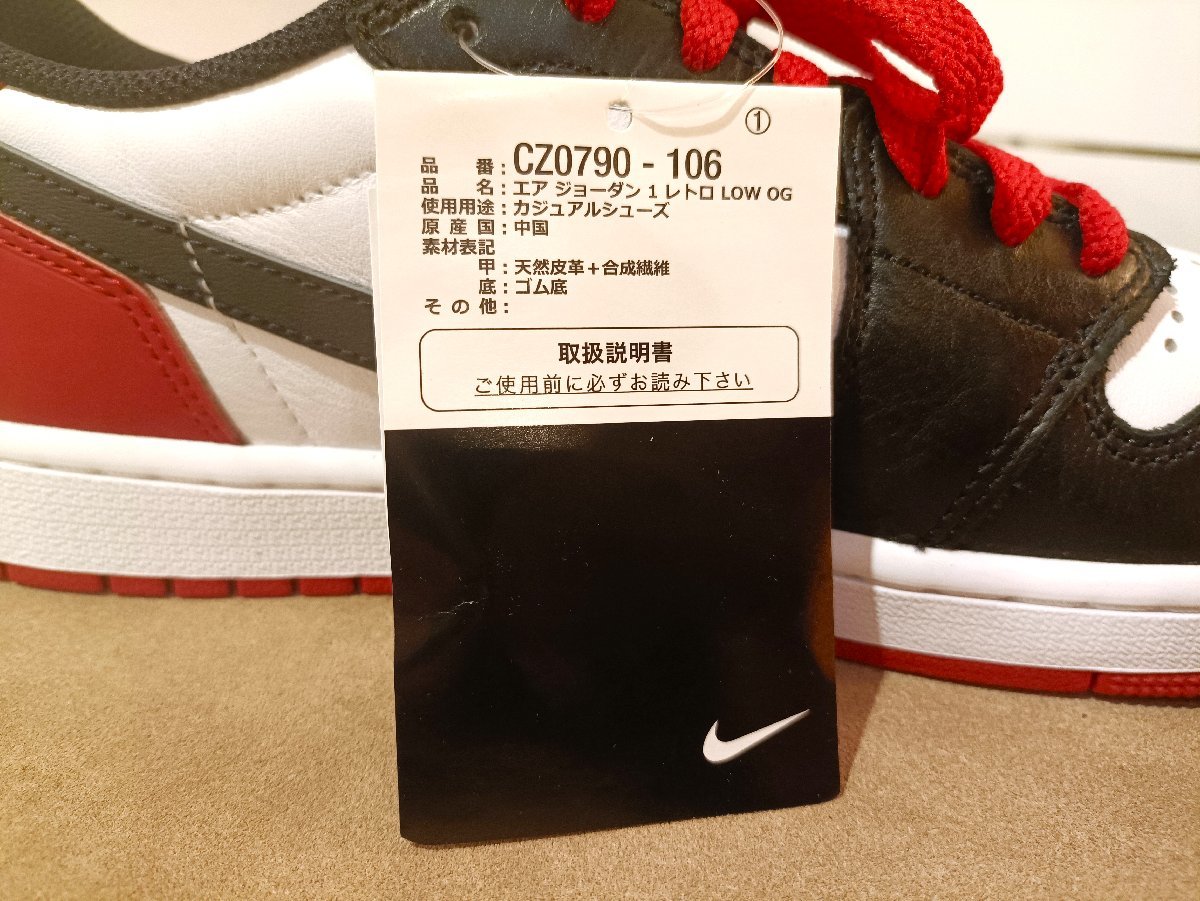 ①
品 番：CZ0790 - 106
品 名：エア ジョーダン 1 レトロ LOW OG
使用用途：カジュアルシューズ
原 産 国：中国
素材表記
甲：天然皮革＋合成繊維
底：ゴム底
そ の 他：
取扱説明書
ご使用前に必ずお読み下さい